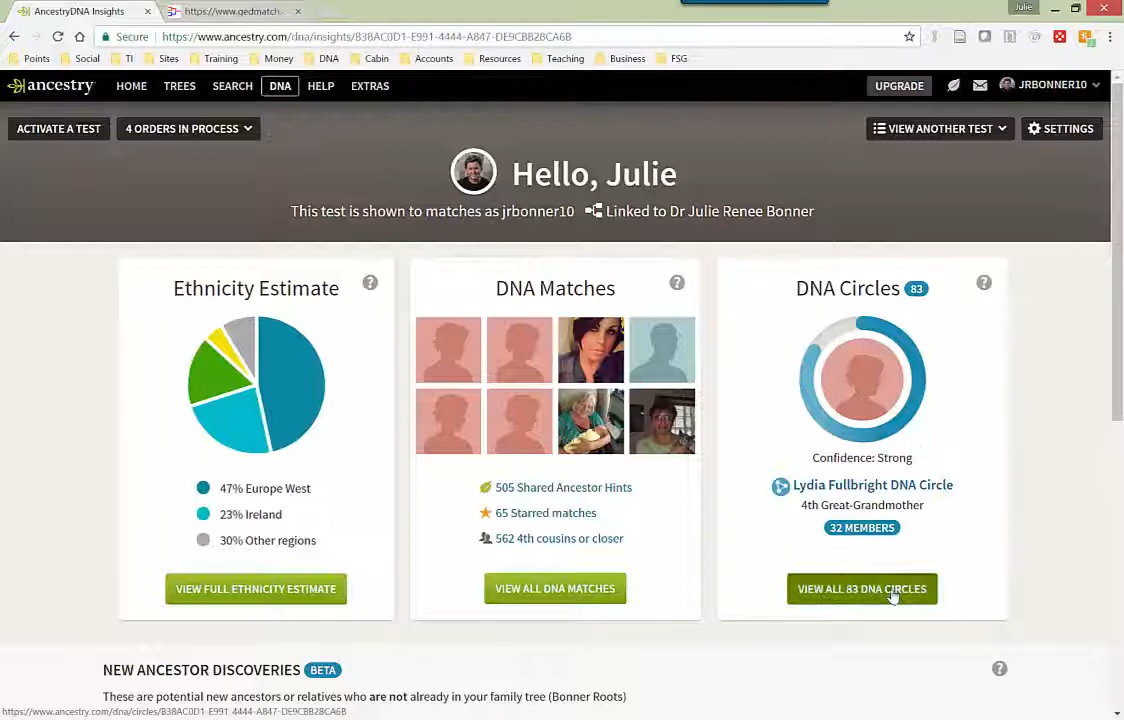 AncestryDNA Insights × https://www.gedmatch. × Julie
Secure https://www.ancestry.com/dna/insights/B38AC0D1-E991-4444-A847-DE9CBB28CA6B
Points Social TI Sites Training Money DNA Cabin Accounts Resources Teaching Business FSG
ancestry HOME TREES SEARCH DNA HELP EXTRAS UPGRADE JRBONNER10
ACTIVATE A TEST 4 ORDERS IN PROCESS VIEW ANOTHER TEST SETTINGS
Hello, Julie
This test is shown to matches as jrbonner10 Linked to Dr Julie Renee Bonner
Ethnicity Estimate ?
47% Europe West
23% Ireland
30% Other regions
VIEW FULL ETHNICITY ESTIMATE
DNA Matches ?
505 Shared Ancestor Hints
65 Starred matches
562 4th cousins or closer
VIEW ALL DNA MATCHES
DNA Circles 83 ?
Confidence: Strong
Lydia Fullbright DNA Circle
4th Great-Grandmother
32 MEMBERS
VIEW ALL 83 DNA CIRCLES
NEW ANCESTOR DISCOVERIES BETA ?
These are potential new ancestors or relatives who are not already in your family tree (Bonner Roots)
https://www.ancestry.com/dna/circles/B38AC0D1-E991-4444-A847-DE9CBB28CA6B